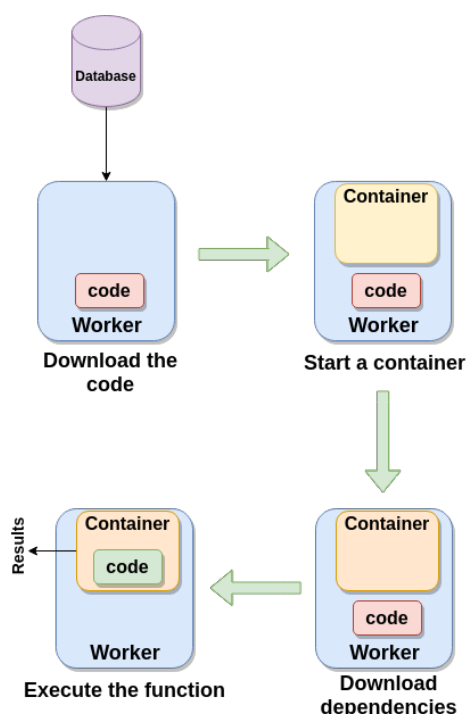 Database
code
Worker
Download the
code
Container
code
Worker
Start a container
Container
code
Worker
Download
dependencies
Results
Container
code
Worker
Execute the function